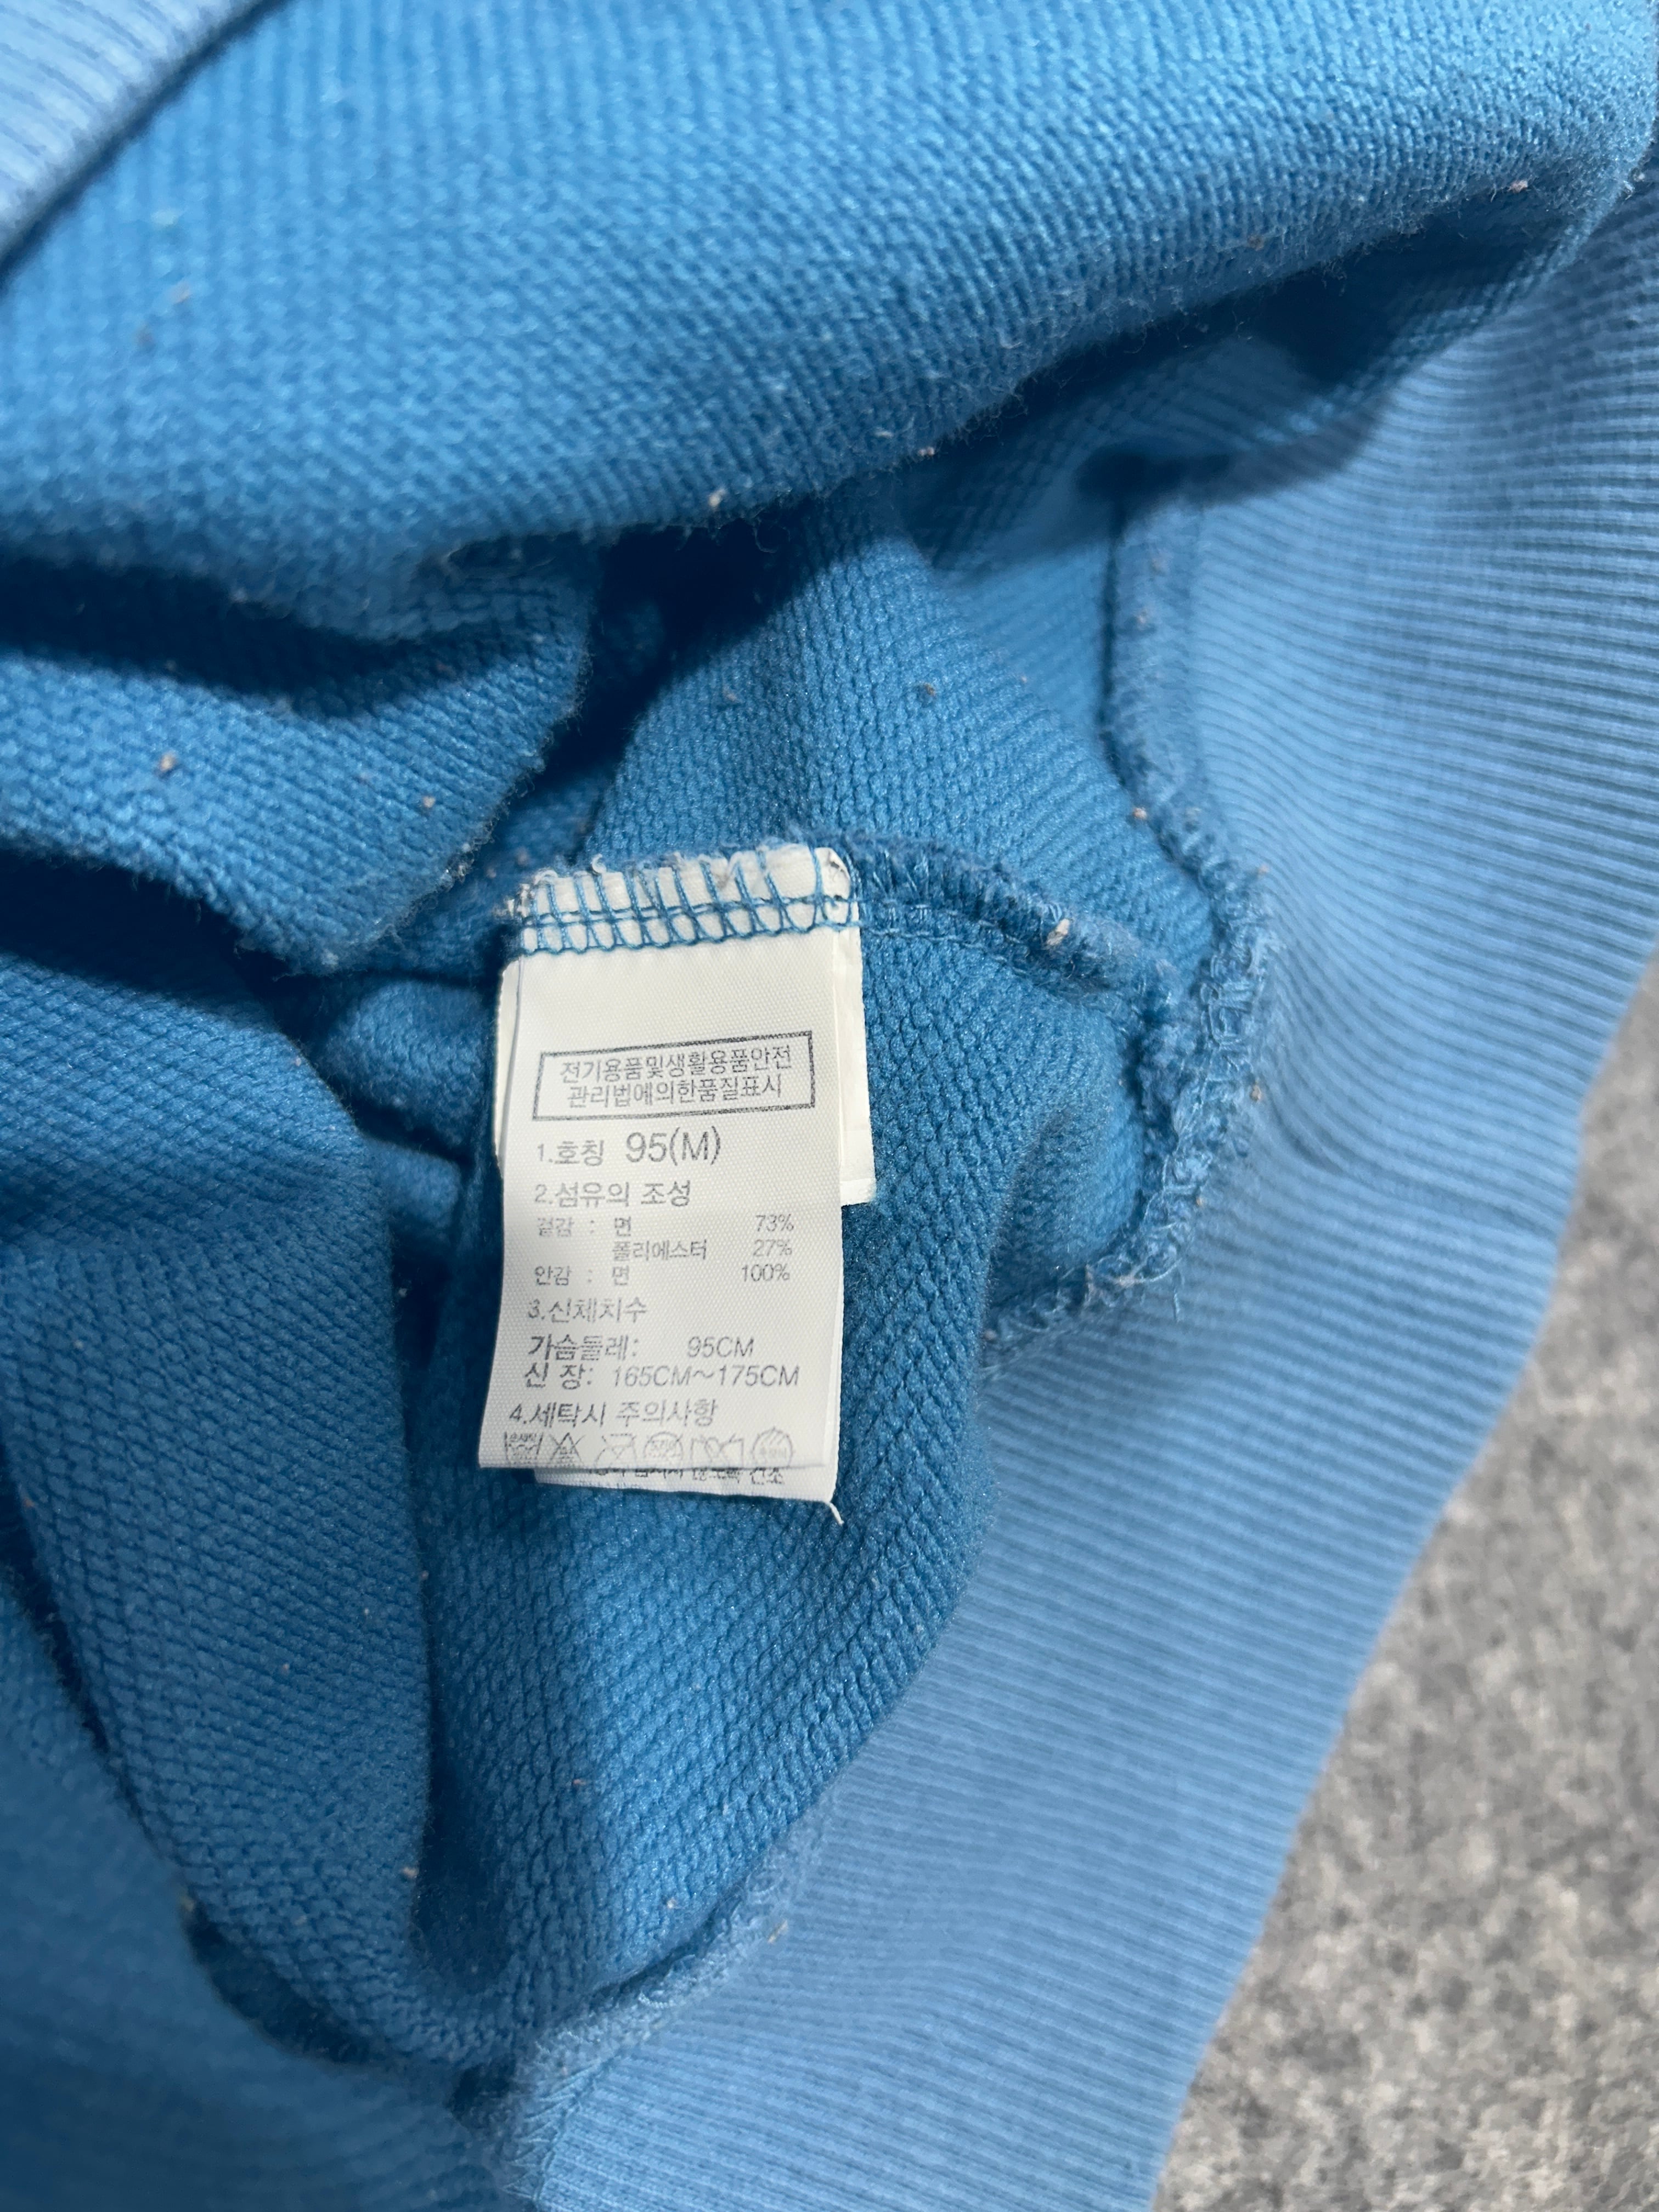 전기용품및생활용품안전
관리법에의한품질표시
1.호칭 95(M)
2.섬유의 조성
겉감 : 면 73%
폴리에스터 27%
안감 : 면 100%
3.신체치수
가슴둘레: 95CM
신 장: 165CM~175CM
4.세탁시 주의사항
건조